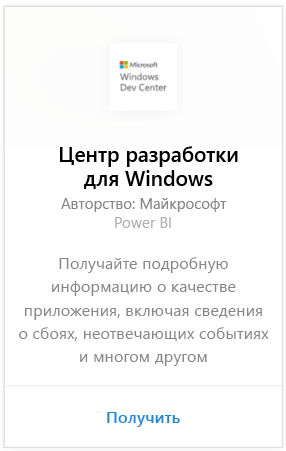 Microsoft
Windows
Dev Center
Центр разработки
для Windows
Авторство: Майкрософт
Power BI
Получайте подробную
информацию о качестве
приложения, включая сведения
о сбоях, неотвечающих событиях
и многом другом
Получить